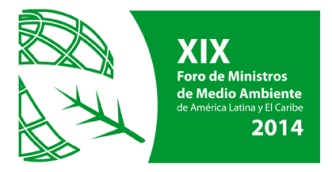 XIX
Foro de Ministros
de Medio Ambiente
de América Latina y El Caribe
2014